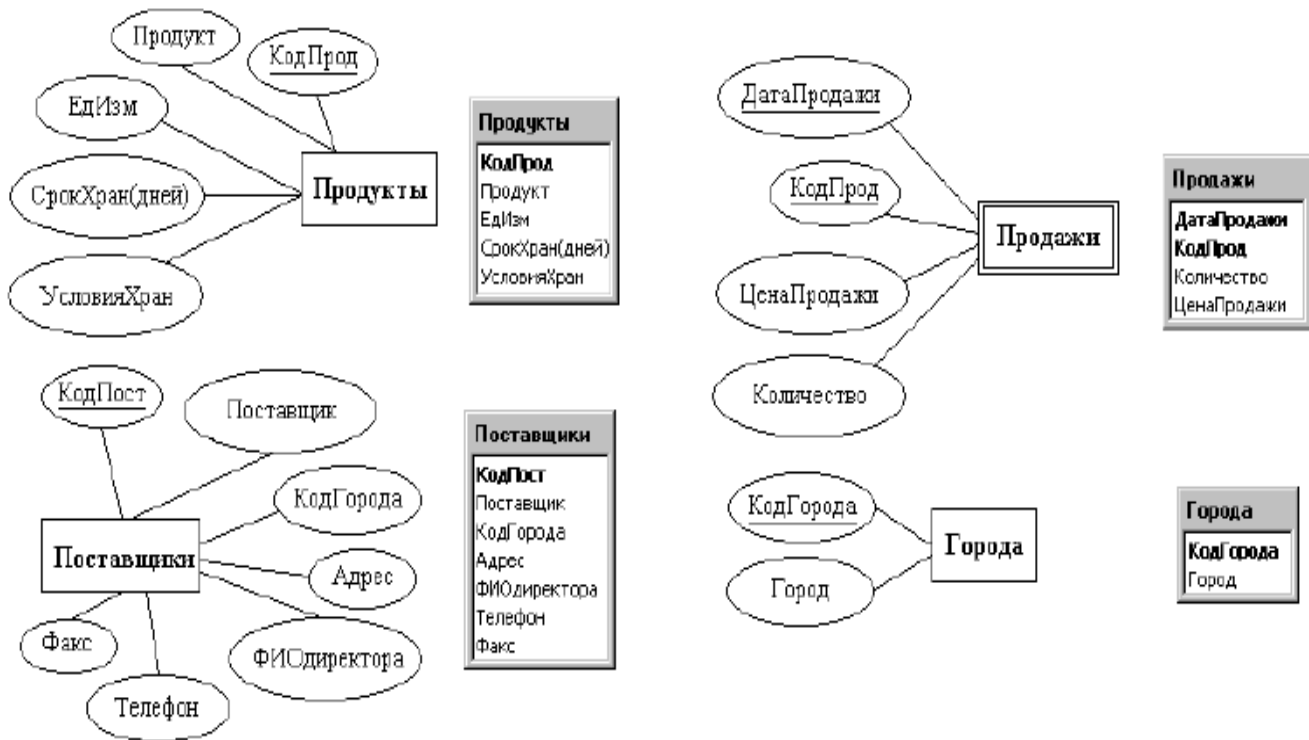 Продукт
КодПрод
ЕдИзм
СрокХран(дней)
УсловияХран
Продукты
Продукты
КодПрод
Продукт
ЕдИзм
СрокХран(дней)
УсловияХран
ДатаПродажи
КодПрод
ЦенаПродажи
Количество
Продажи
Продажи
ДатаПродажи
КодПрод
Количество
ЦенаПродажи
КодПост
Поставщик
КодГорода
Адрес
ФИОдиректора
Телефон
Факс
Поставщики
Поставщики
КодПост
Поставщик
КодГорода
Адрес
ФИОдиректора
Телефон
Факс
КодГорода
Город
Города
Города
КодГорода
Город